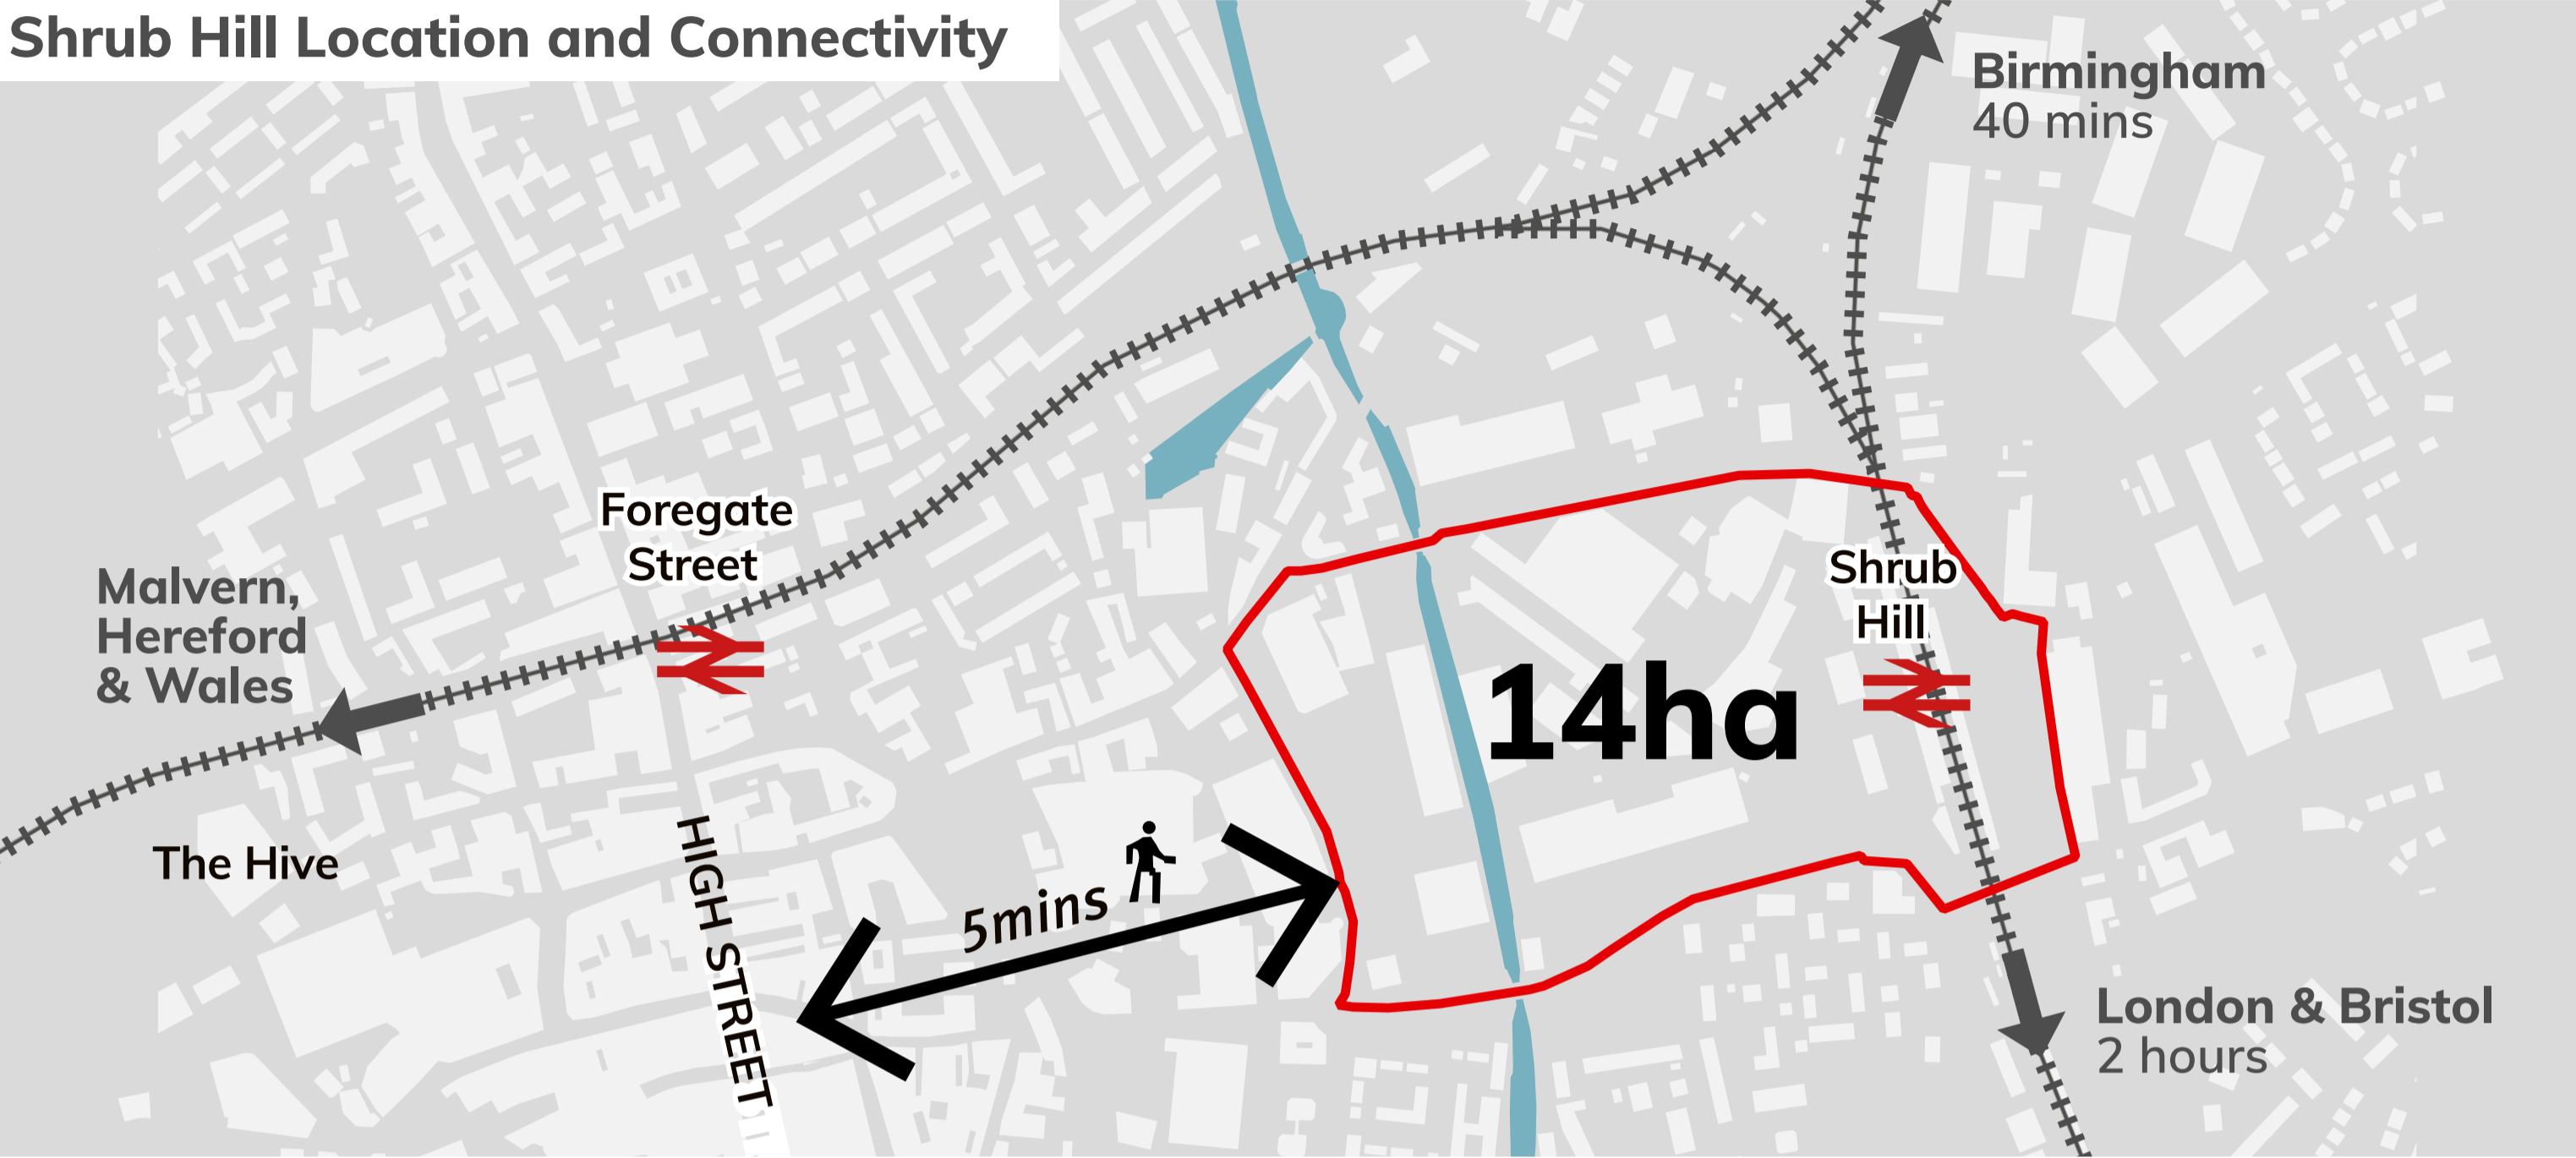 Shrub Hill Location and Connectivity
Birmingham
40 mins
Foregate
Street
Malvern,
Hereford
& Wales
Shrub
Hill
14ha
The Hive
HIGH STREET
5mins
London & Bristol
2 hours